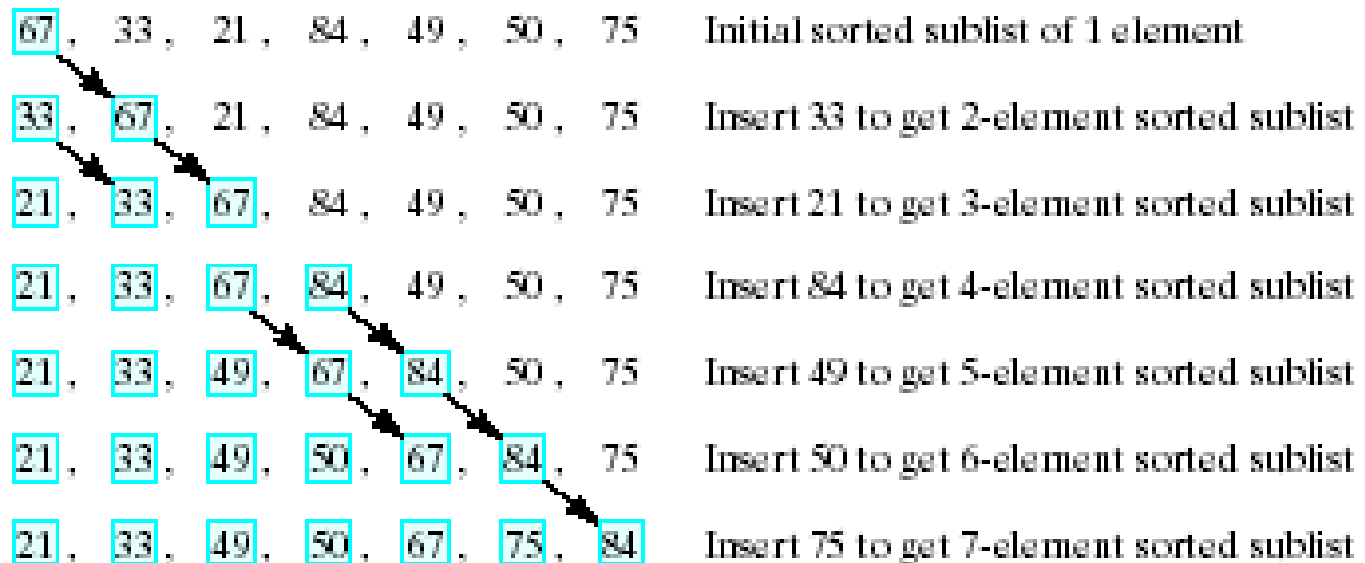 67, 33, 21, 84, 49, 50, 75 Initial sorted sublist of 1 element
33, 67, 21, 84, 49, 50, 75 Insert 33 to get 2-element sorted sublist
21, 33, 67, 84, 49, 50, 75 Insert 21 to get 3-element sorted sublist
21, 33, 67, 84, 49, 50, 75 Insert 84 to get 4-element sorted sublist
21, 33, 49, 67, 84, 50, 75 Insert 49 to get 5-element sorted sublist
21, 33, 49, 50, 67, 84, 75 Insert 50 to get 6-element sorted sublist
21, 33, 49, 50, 67, 75, 84 Insert 75 to get 7-element sorted sublist